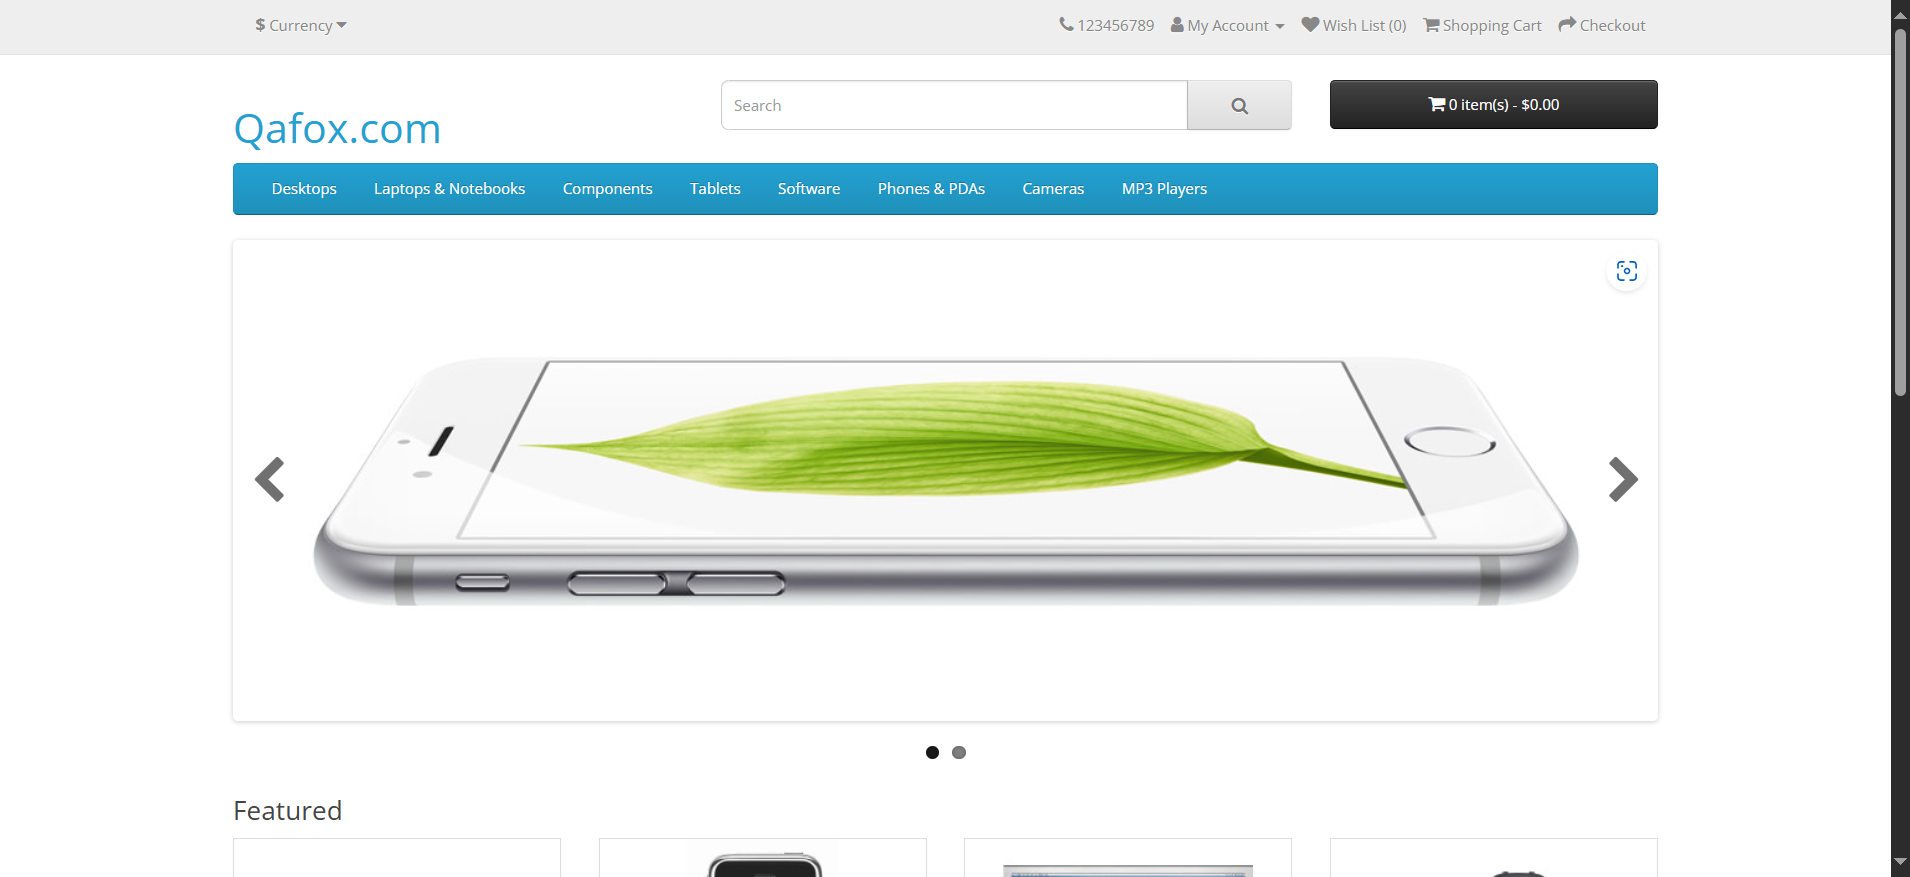 $ Currency
123456789 My Account Wish List (0) Shopping Cart Checkout
Qafox.com
Search
0 item(s) - $0.00
Desktops Laptops & Notebooks Components Tablets Software Phones & PDAs Cameras MP3 Players
Featured